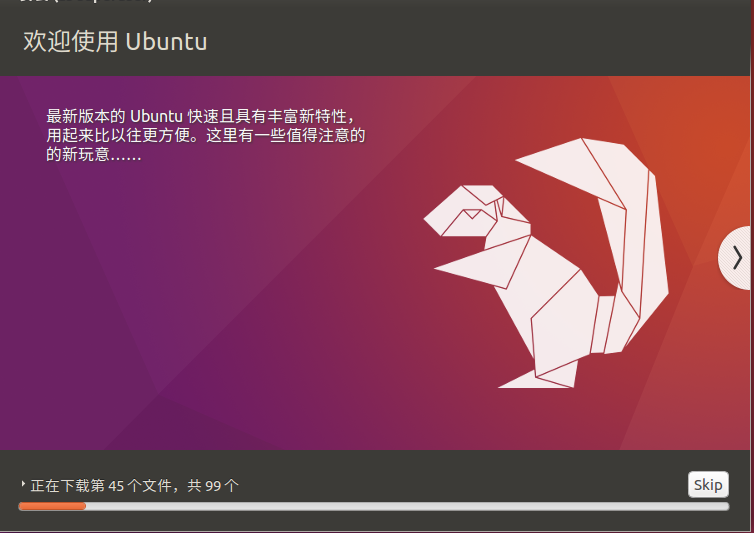 欢迎使用 Ubuntu
最新版本的 Ubuntu 快速且具有丰富新特性，
用起来比以往更方便。这里有一些值得注意的
的新玩意……
正在下载第 45 个文件，共 99 个
Skip